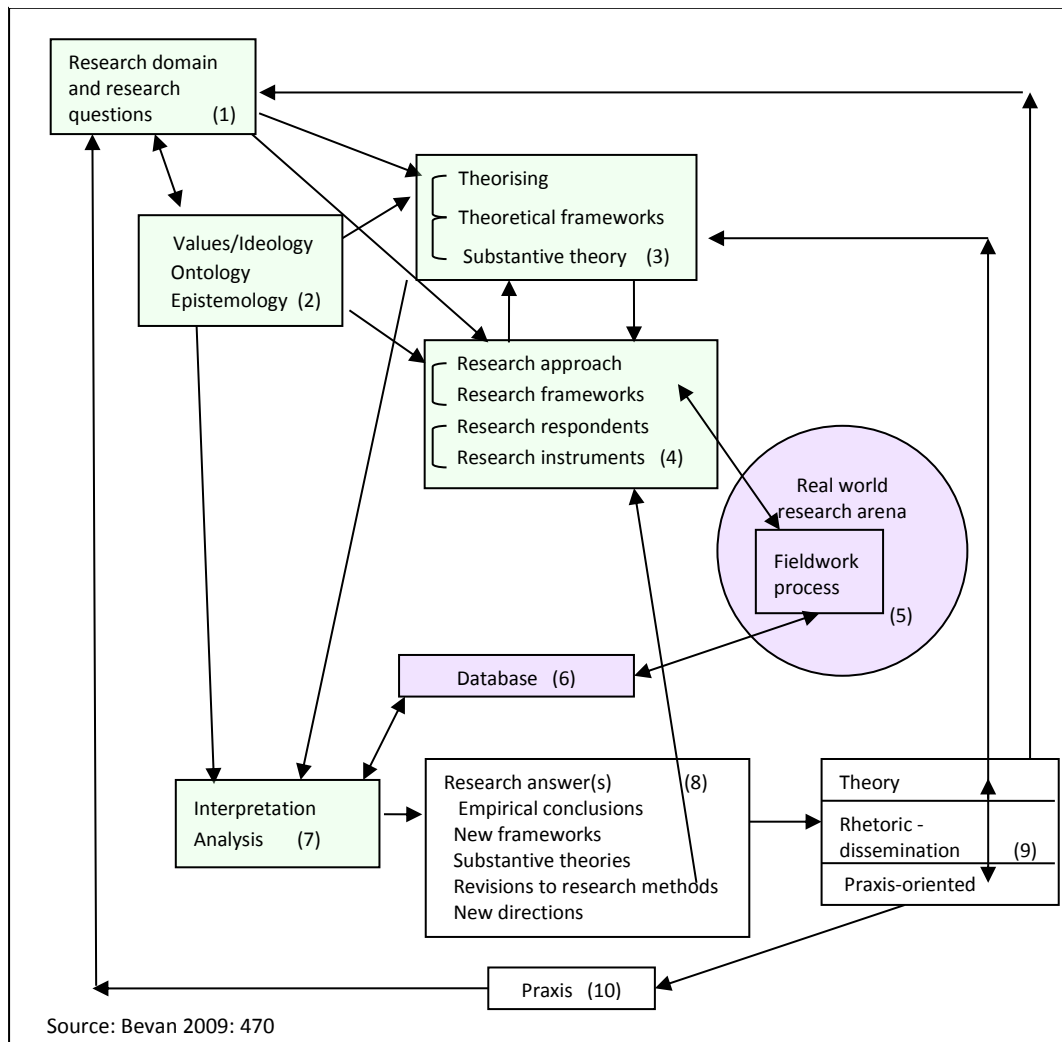 Research domain
and research
questions (1)
Theorising
Theoretical frameworks
Substantive theory (3)
Values/Ideology
Ontology
Epistemology (2)
Research approach
Research frameworks
Research respondents
Research instruments (4)
Real world
research arena
Fieldwork
process
(5)
Database (6)
Interpretation
Analysis (7)
Research answer(s) (8)
Empirical conclusions
New frameworks
Substantive theories
Revisions to research methods
New directions
Theory
Rhetoric -
dissemination (9)
Praxis-oriented
Praxis (10)
Source: Bevan 2009: 470